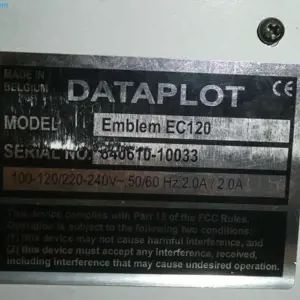 MADE IN
BELGIUM
DATAPLOT
CE
MODEL Emblem EC120
SERIAL NO. 840610-10033
100-120/220-240V~ 50/60 Hz 2.0A / 2.0A
This device complies with Part 15 of the FCC Rules.
Operation is subject to the following two conditions:
(1) this device may not cause harmful interference, and
(2) this device must accept any interference received,
including interference that may cause undesired operation.